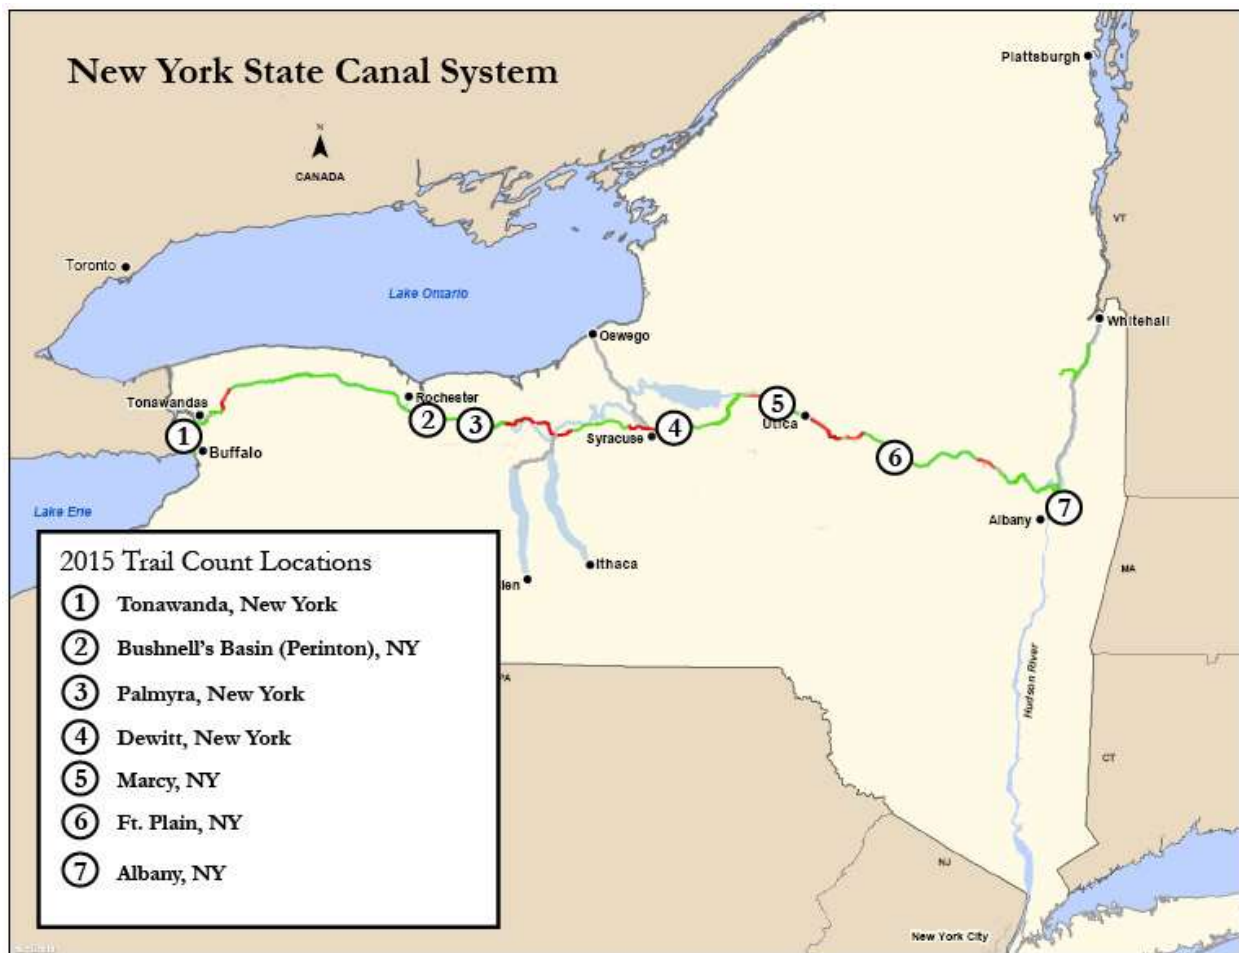 New York State Canal System
N
CANADA
Plattsburgh
VT
Toronto
Lake Ontario
Oswego
Whitehall
Tonawandas
Rochester
1
2
3
Syracuse
4
5
Utica
6
7
Buffalo
Albany
Lake Erie
Ithaca
len
MA
PA
Hudson River
CT
NJ
New York City
2015 Trail Count Locations
1 Tonawanda, New York
2 Bushnell's Basin (Perinton), NY
3 Palmyra, New York
4 Dewitt, New York
5 Marcy, NY
6 Ft. Plain, NY
7 Albany, NY